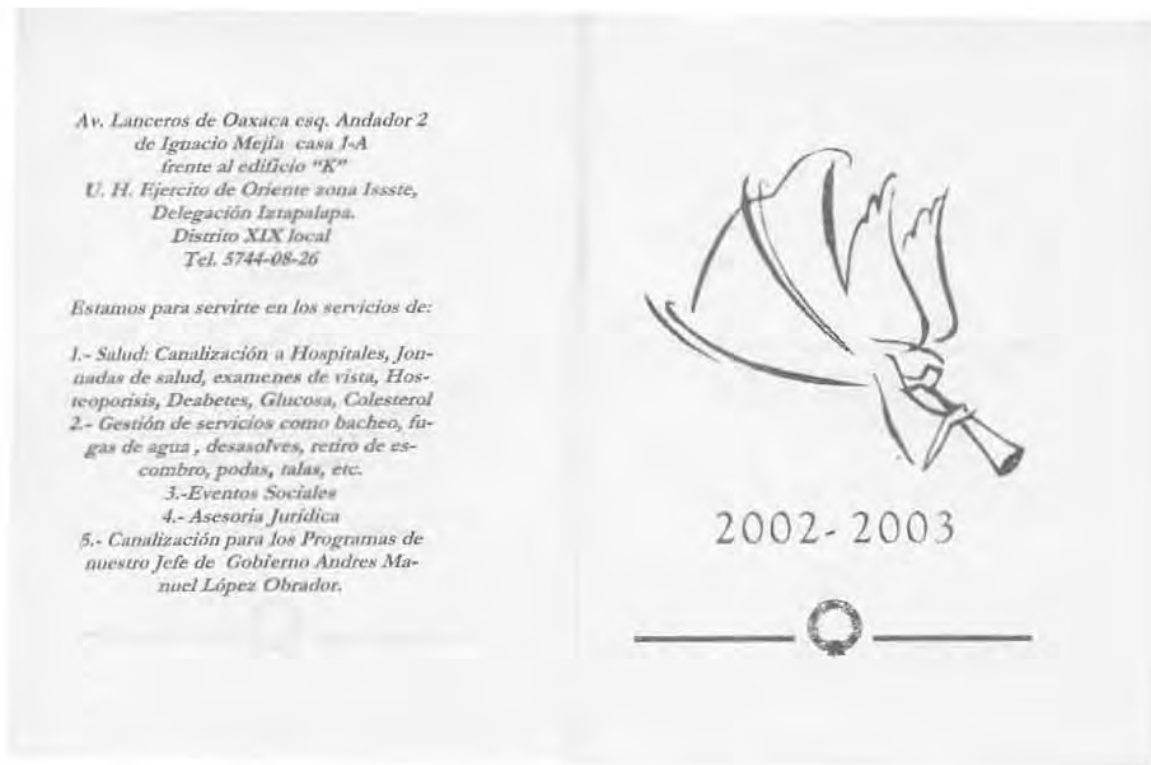 Av. Lanceros de Oaxaca esq. Andador 2
de Ignacio Mejía casa 1-A
frente al edificio "K"
U. H. Ejercito de Oriente zona Issste,
Delegación Iztapalapa.
Distrito XIX local
Tel. 5744-08-26
Estamos para servirte en los servicios de:
1.- Salud: Canalización a Hospitales, Jon-
nadas de salud, examenes de vista, Hos-
teoporisis, Deabetes, Glucosa, Colesterol
2.- Gestión de servicios como bacheo, fu-
gas de agua , desasolves, retiro de es-
combro, podas, talas, etc.
3.-Eventos Sociales
4.- Asesoria Jurídica
5.- Canalización para los Programas de
nuestro Jefe de Gobierno Andres Ma-
nuel López Obrador.
2002- 2003